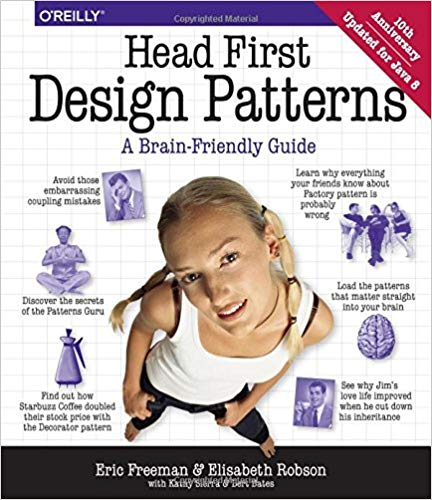 Copyrighted Material
O'REILLY®
10th
Anniversary
Updated for Java 8
Head First
Design Patterns
A Brain-Friendly Guide
Avoid those
embarrassing
coupling mistakes
Learn why everything
your friends know about
Factory pattern is
probably
wrong
Discover the secrets
of the Patterns Guru
Load the patterns
that matter straight
into your brain
Find out how
Starbuzz Coffee doubled
their stock price with
the Decorator pattern
See why Jim's
love life improved
when he cut down
his inheritance
Eric Freeman & Elisabeth Robson
with Kathy Sierra & Bert Bates
Copyrighted Material